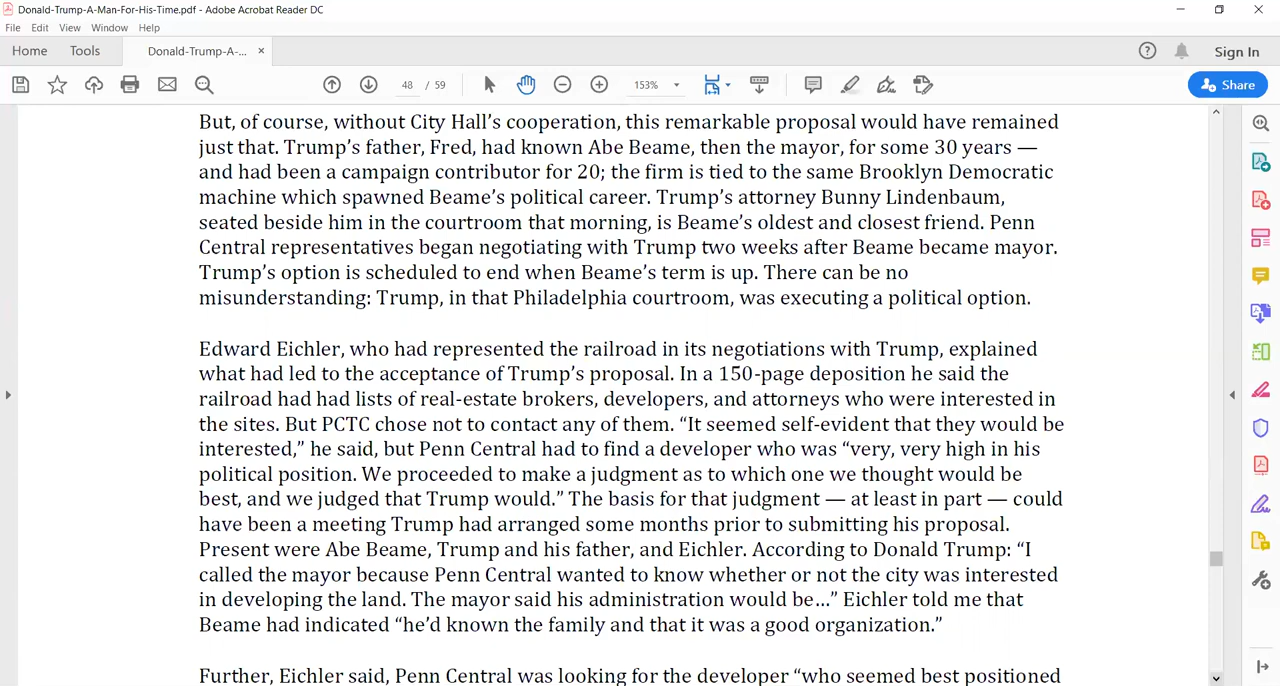 Donald-Trump-A-Man-For-His-Time.pdf - Adobe Acrobat Reader DC
File Edit View Window Help
Home Tools Donald-Trump-A-... × Sign In
48 / 59 153% Share
But, of course, without City Hall’s cooperation, this remarkable proposal would have remained
just that. Trump’s father, Fred, had known Abe Beame, then the mayor, for some 30 years —
and had been a campaign contributor for 20; the firm is tied to the same Brooklyn Democratic
machine which spawned Beame’s political career. Trump’s attorney Bunny Lindenbaum,
seated beside him in the courtroom that morning, is Beame’s oldest and closest friend. Penn
Central representatives began negotiating with Trump two weeks after Beame became mayor.
Trump’s option is scheduled to end when Beame’s term is up. There can be no
misunderstanding: Trump, in that Philadelphia courtroom, was executing a political option.
Edward Eichler, who had represented the railroad in its negotiations with Trump, explained
what had led to the acceptance of Trump’s proposal. In a 150-page deposition he said the
railroad had had lists of real-estate brokers, developers, and attorneys who were interested in
the sites. But PCTC chose not to contact any of them. “It seemed self-evident that they would be
interested,” he said, but Penn Central had to find a developer who was “very, very high in his
political position. We proceeded to make a judgment as to which one we thought would be
best, and we judged that Trump would.” The basis for that judgment — at least in part — could
have been a meeting Trump had arranged some months prior to submitting his proposal.
Present were Abe Beame, Trump and his father, and Eichler. According to Donald Trump: “I
called the mayor because Penn Central wanted to know whether or not the city was interested
in developing the land. The mayor said his administration would be…” Eichler told me that
Beame had indicated “he’d known the family and that it was a good organization.”
Further, Eichler said, Penn Central was looking for the developer “who seemed best positioned